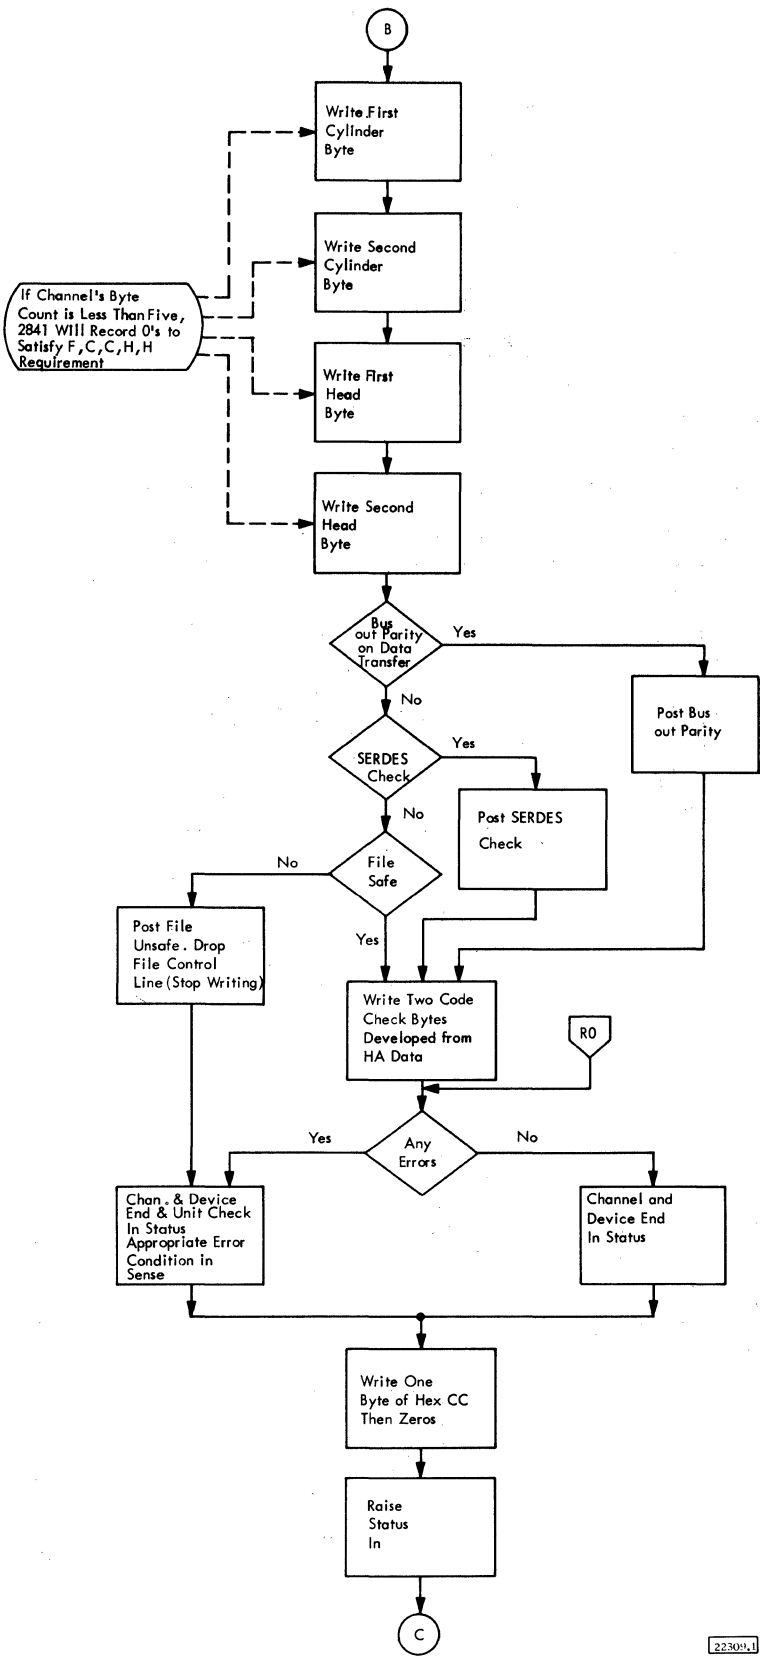 B
Write First
Cylinder
Byte
Write Second
Cylinder
Byte
If Channel's Byte
Count is Less Than Five,
2841 Will Record 0's to
Satisfy F,C,C,H,H
Requirement
Write First
Head
Byte
Write Second
Head
Byte
Bus
out Parity
on Data
Transfer
Yes
No
Post Bus
out Parity
SERDES
Check
Yes
No
Post SERDES
Check
File
Safe
No
Yes
Post File
Unsafe. Drop
File Control
Line (Stop Writing)
Write Two Code
Check Bytes
Developed from
HA Data
R0
Any
Errors
Yes
No
Chan. & Device
End & Unit Check
In Status
Appropriate Error
Condition in
Sense
Channel and
Device End
In Status
Write One
Byte of Hex CC
Then Zeros
Raise
Status
In
C
22309.1